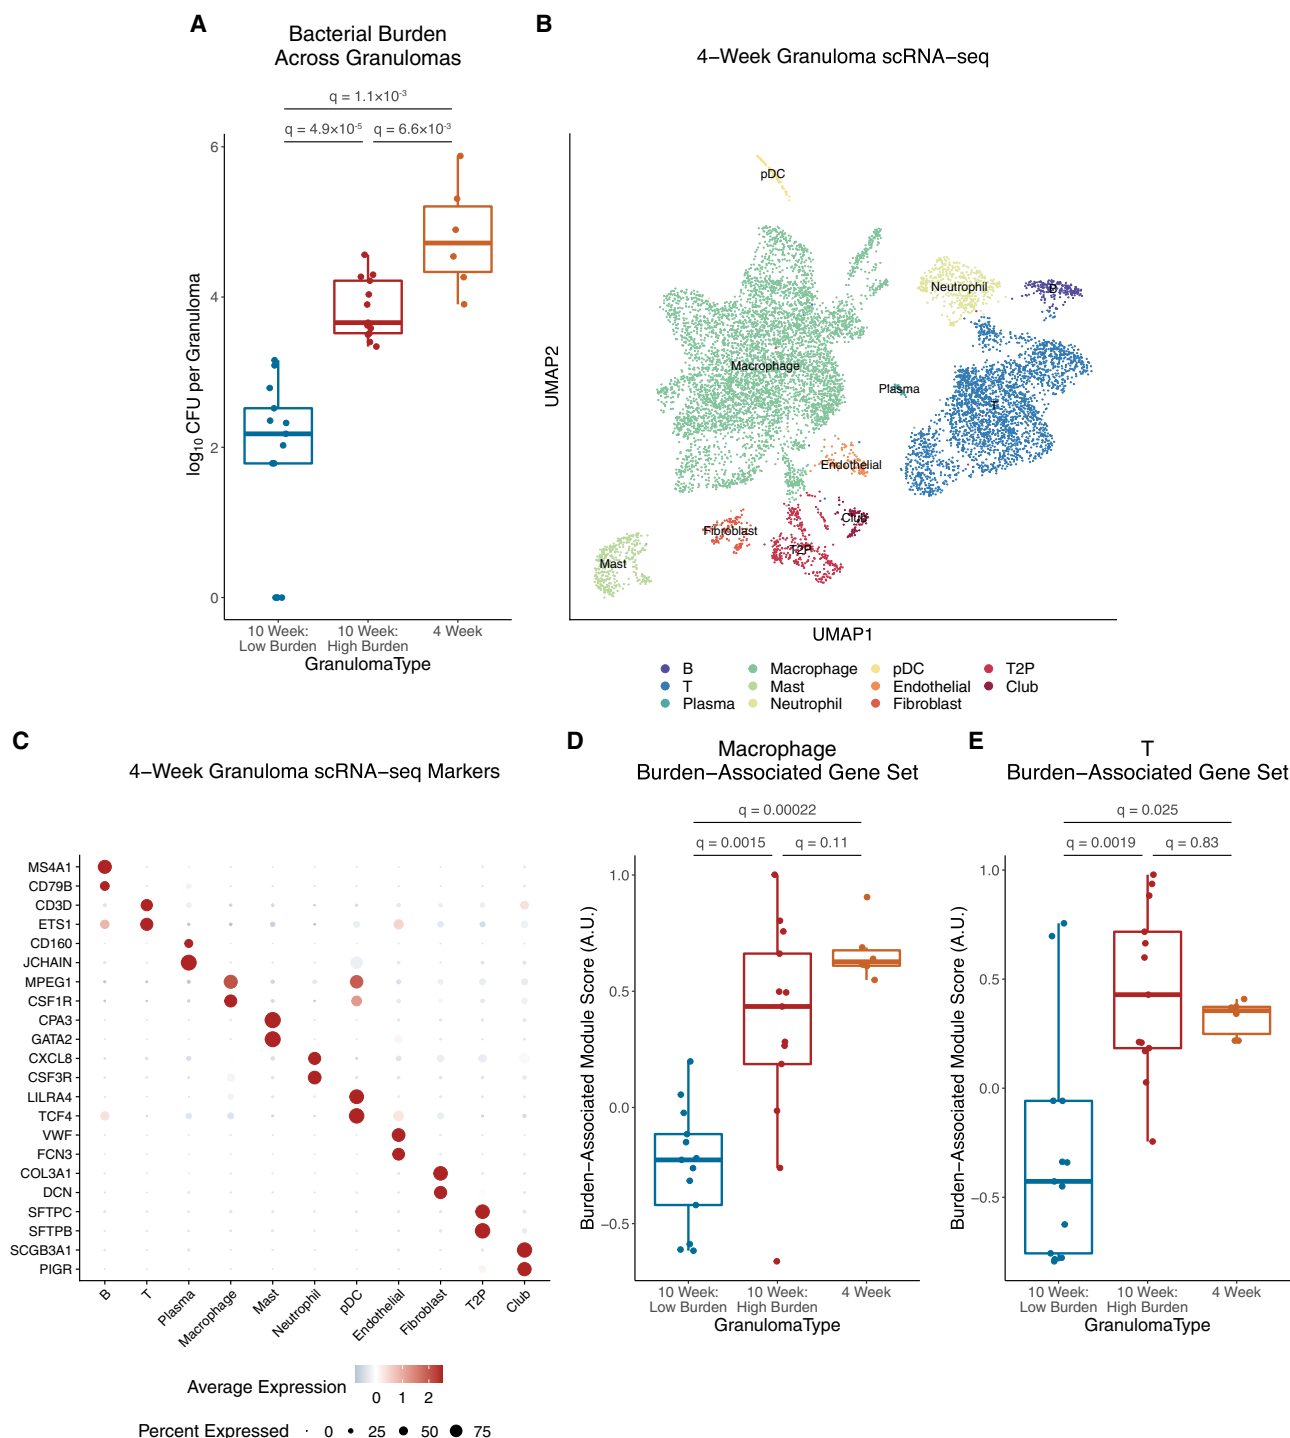 A
Bacterial Burden
Across Granulomas
q = 1.1×10⁻³
q = 4.9×10⁻⁵
q = 6.6×10⁻³
log₁₀ CFU per Granuloma
6
4
2
0
10 Week:
Low Burden
10 Week:
High Burden
4 Week
GranulomaType
B
4−Week Granuloma scRNA−seq
UMAP2
pDC
Neutrophil
B
Macrophage
Plasma
T
Endothelial
Club
Fibroblast
T2P
Mast
UMAP1
B
T
Plasma
Macrophage
Mast
Neutrophil
pDC
Endothelial
Fibroblast
T2P
Club
C
4−Week Granuloma scRNA−seq Markers
MS4A1
CD79B
CD3D
ETS1
CD160
JCHAIN
MPEG1
CSF1R
CPA3
GATA2
CXCL8
CSF3R
LILRA4
TCF4
VWF
FCN3
COL3A1
DCN
SFTPC
SFTPB
SCGB3A1
PIGR
B
T
Plasma
Macrophage
Mast
Neutrophil
pDC
Endothelial
Fibroblast
T2P
Club
Average Expression
0 1 2
Percent Expressed 0 25 50 75
D
Macrophage
Burden−Associated Gene Set
q = 0.00022
q = 0.0015
q = 0.11
Burden−Associated Module Score (A.U.)
1.0
0.5
0.0
−0.5
10 Week:
Low Burden
10 Week:
High Burden
4 Week
GranulomaType
E
T
Burden−Associated Gene Set
q = 0.025
q = 0.0019
q = 0.83
Burden−Associated Module Score (A.U.)
1.0
0.5
0.0
−0.5
10 Week:
Low Burden
10 Week:
High Burden
4 Week
GranulomaType